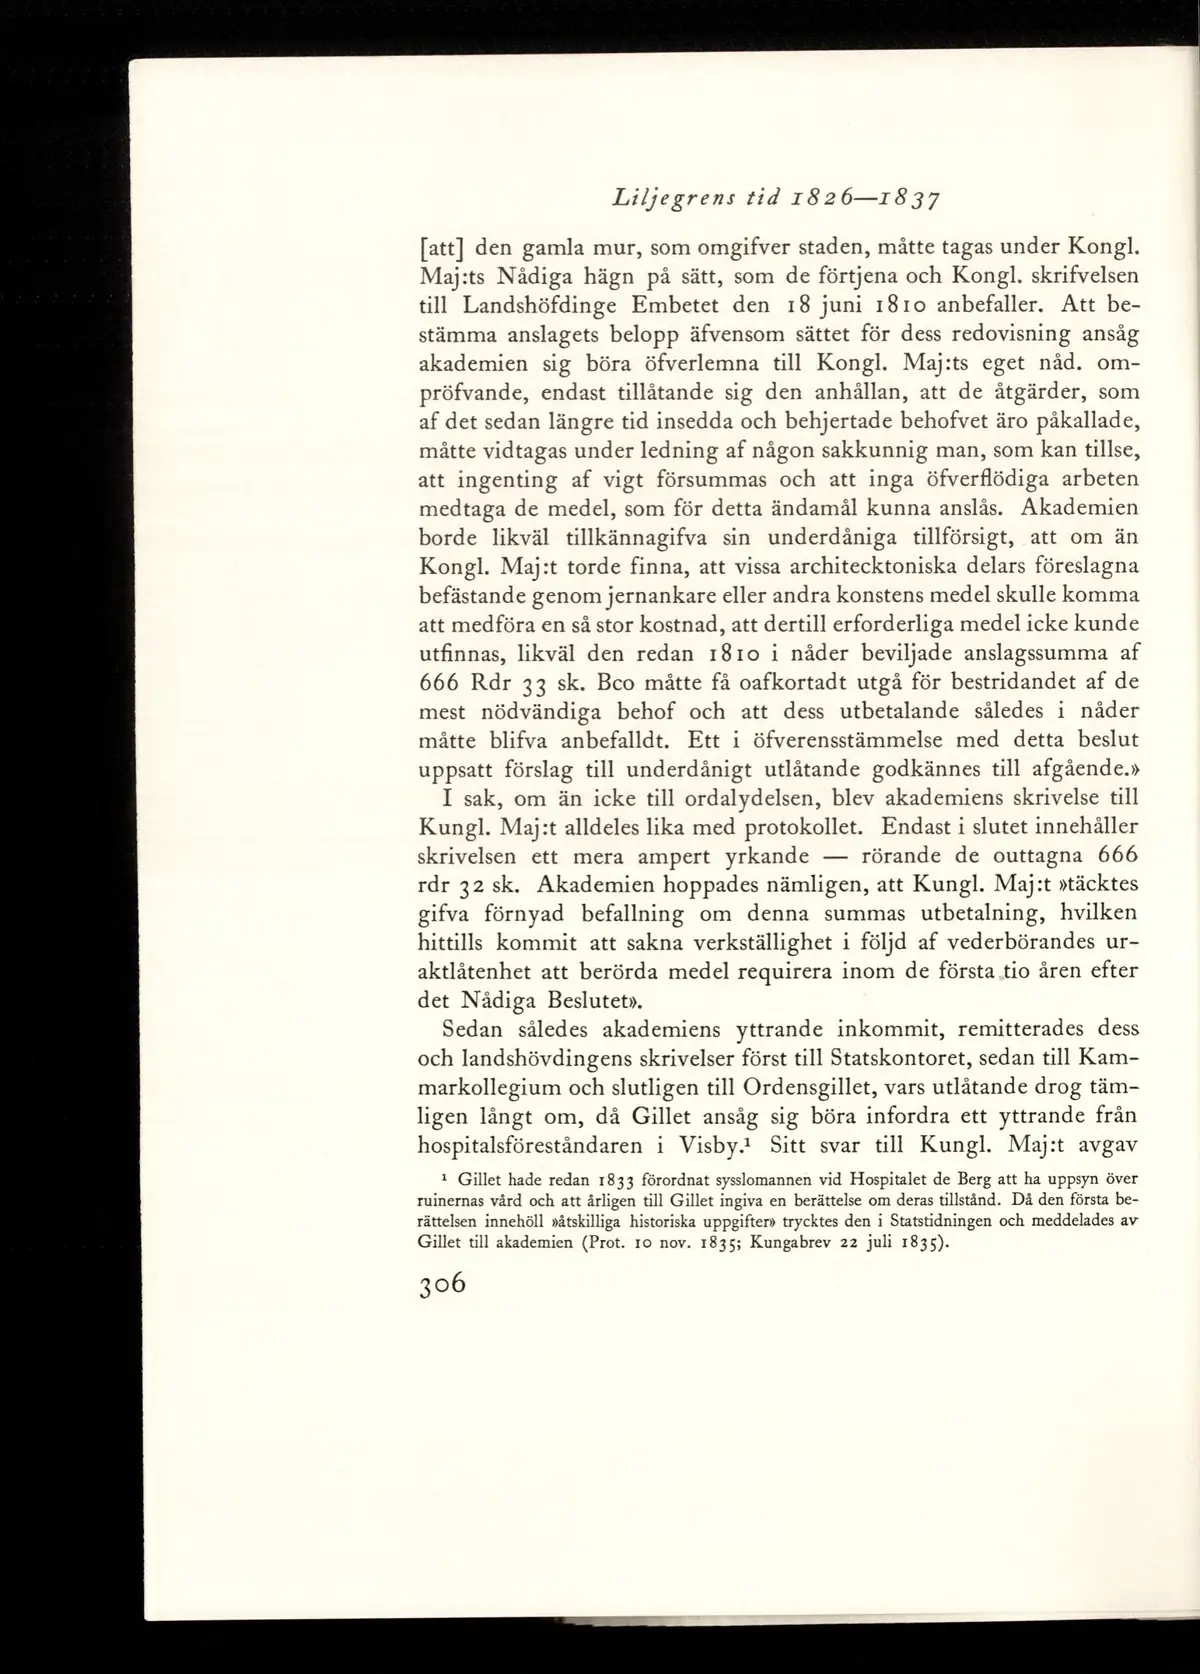 Liljegrens tid 1826—1837
[att] den gamla mur, som omgifver staden, måtte tagas under Kongl.
Maj:ts Nådiga hägn på sätt, som de förtjena och Kongl. skrifvelsen
till Landshöfdinge Embetet den 18 juni 1810 anbefaller. Att be-
stämma anslagets belopp äfvensom sättet för dess redovisning ansåg
akademien sig böra öfverlemna till Kongl. Maj:ts eget nåd. om-
pröfvande, endast tillåtande sig den anhållan, att de åtgärder, som
af det sedan längre tid insedda och behjertade behofvet äro påkallade,
måtte vidtagas under ledning af någon sakkunnig man, som kan tillse,
att ingenting af vigt försummas och att inga öfverflödiga arbeten
medtaga de medel, som för detta ändamål kunna anslås. Akademien
borde likväl tillkännagifva sin underdåniga tillförsigt, att om än
Kongl. Maj:t torde finna, att vissa architecktoniska delars föreslagna
befästande genom jernankare eller andra konstens medel skulle komma
att medföra en så stor kostnad, att dertill erforderliga medel icke kunde
utfinnas, likväl den redan 1810 i nåder beviljade anslagssumma af
666 Rdr 33 sk. Bco måtte få oafkortadt utgå för bestridandet af de
mest nödvändiga behof och att dess utbetalande således i nåder
måtte blifva anbefalldt. Ett i öfverensstämmelse med detta beslut
uppsatt förslag till underdånigt utlåtande godkännes till afgående.»
I sak, om än icke till ordalydelsen, blev akademiens skrivelse till
Kungl. Maj:t alldeles lika med protokollet. Endast i slutet innehåller
skrivelsen ett mera ampert yrkande — rörande de outtagna 666
rdr 32 sk. Akademien hoppades nämligen, att Kungl. Maj:t »täcktes
gifva förnyad befallning om denna summas utbetalning, hvilken
hittills kommit att sakna verkställighet i följd af vederbörandes ur-
aktlåtenhet att berörda medel requirera inom de första tio åren efter
det Nådiga Beslutet».
Sedan således akademiens yttrande inkommit, remitterades dess
och landshövdingens skrivelser först till Statskontoret, sedan till Kam-
markollegium och slutligen till Ordensgillet, vars utlåtande drog täm-
ligen långt om, då Gillet ansåg sig böra infordra ett yttrande från
hospitalsföreståndaren i Visby.¹ Sitt svar till Kungl. Maj:t avgav
¹ Gillet hade redan 1833 förordnat sysslomannen vid Hospitalet de Berg att ha uppsyn över
ruinernas vård och att årligen till Gillet ingiva en berättelse om deras tillstånd. Då den första be-
rättelsen innehöll »åtskilliga historiska uppgifter» trycktes den i Statstidningen och meddelades av
Gillet till akademien (Prot. 10 nov. 1835; Kungabrev 22 juli 1835).
306